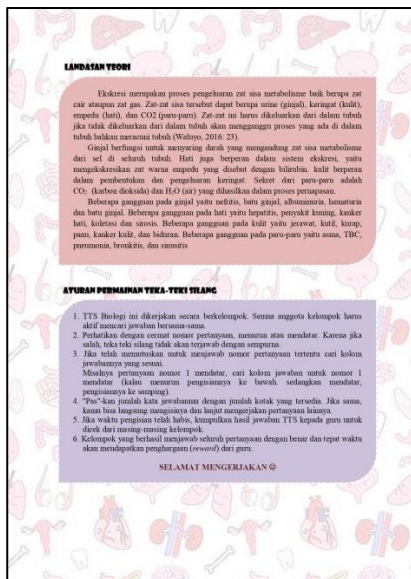 LANDASAN TEORI
Ekskresi merupakan proses pengeluaran zat sisa metabolisme baik berupa zat
cair ataupun zat gas. Zat-zat sisa tersebut dapat berupa urine (ginjal), keringat (kulit),
empedu (hati), dan CO2 (paru-paru). Zat-zat ini harus dikeluarkan dari dalam tubuh
jika tidak dikeluarkan dari dalam tubuh akan mengganggu proses yang ada di dalam
tubuh bahkan meracuni tubuh (Waluyo, 2016: 23).
Ginjal berfungsi untuk menyaring darah yang mengandung zat sisa metabolisme
dari sel di seluruh tubuh. Hati juga berperan dalam sistem ekskresi, yaitu
mengekskresikan zat warna empedu yang disebut dengan bilirubin. kulit berperan
dalam pembentukan dan pengeluaran keringat. Sekret dari paru-paru adalah
CO₂ (karbon dioksida) dan H₂O (air) yang dihasilkan dalam proses pernapasan.
Beberapa gangguan pada ginjal yaitu nefritis, batu ginjal, albuminuria, hematuria
dan batu ginjal. Beberapa gangguan pada hati yaitu hepatitis, penyakit kuning, kanker
hati, koletasi dan sirosis. Beberapa gangguan pada kulit yaitu jerawat, kutil, kurap,
panu, kanker kulit, dan biduran. Beberapa gangguan pada paru-paru yaitu asma, TBC,
pneumonia, bronkitis, dan sinusitis
ATURAN PERMAINAN TEKA-TEKI SILANG
1. TTS Biologi ini dikerjakan secara berkelompok. Semua anggota kelompok harus
aktif mencari jawaban bersama-sama.
2. Perhatikan dengan cermat nomor pertanyaan, menurun atau mendatar. Karena jika
salah, teka teki silang tidak akan terjawab dengan sempurna.
3. Jika telah memutuskan untuk menjawab nomor pertanyaan tertentu cari kolom
jawabannya yang sesuai.
Misalnya pertanyaan nomor 1 mendatar, cari kolom jawaban untuk nomor 1
mendatar (kalau menurun pengisiannya ke bawah. sedangkan mendatar,
pengisiannya ke samping).
4. "Pas"-kan jumlah kata jawabanmu dengan jumlah kotak yang tersedia. Jika sama,
kamu bisa langsung mengisinya dan lanjut mengerjakan pertanyaan lainnya.
5. Jika waktu pengisian telah habis, kumpulkan hasil jawaban TTS kepada guru untuk
dicek dari masing-masing kelompok.
6. Kelompok yang berhasil menjawab seluruh pertanyaan dengan benar dan tepat waktu
akan mendapatkan penghargaan (reward) dari guru.
SELAMAT MENGERJAKAN ☺